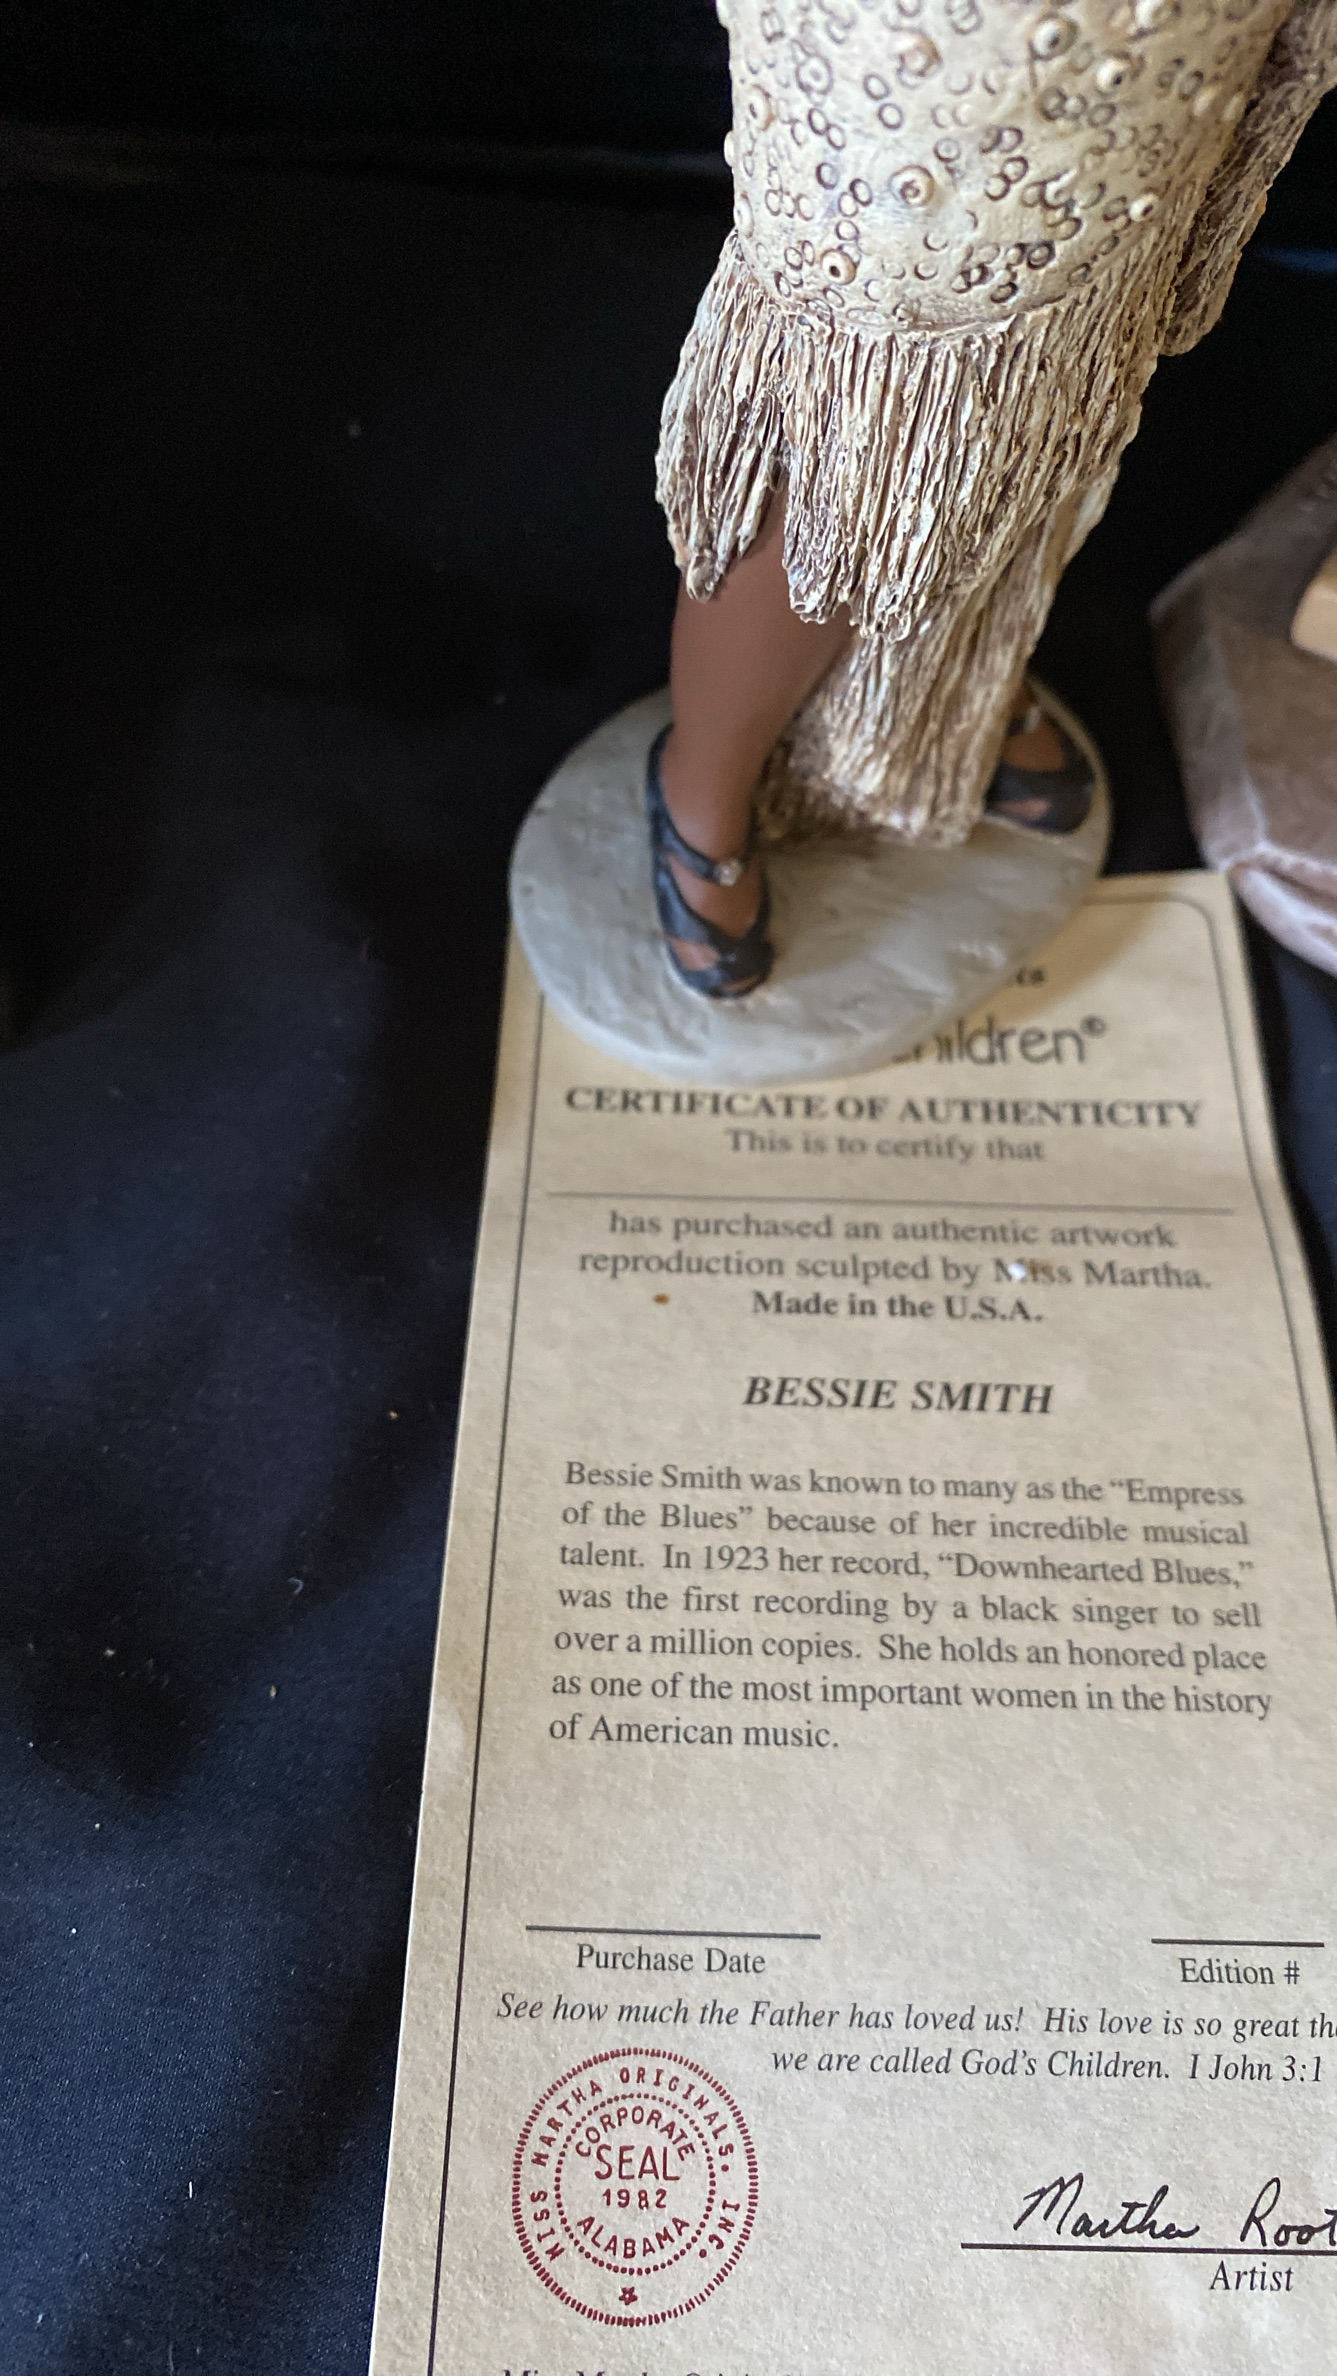 hildren®
CERTIFICATE OF AUTHENTICITY
This is to certify that
has purchased an authentic artwork
reproduction sculpted by Miss Martha.
Made in the U.S.A.
BESSIE SMITH
Bessie Smith was known to many as the “Empress
of the Blues” because of her incredible musical
talent. In 1923 her record, “Downhearted Blues,”
was the first recording by a black singer to sell
over a million copies. She holds an honored place
as one of the most important women in the history
of American music.
Purchase Date
Edition #
See how much the Father has loved us! His love is so great th
we are called God's Children. I John 3:1
MISS MARTHA ORIGINALS, INC.
CORPORATE
SEAL
1982
ALABAMA
Martha Root
Artist